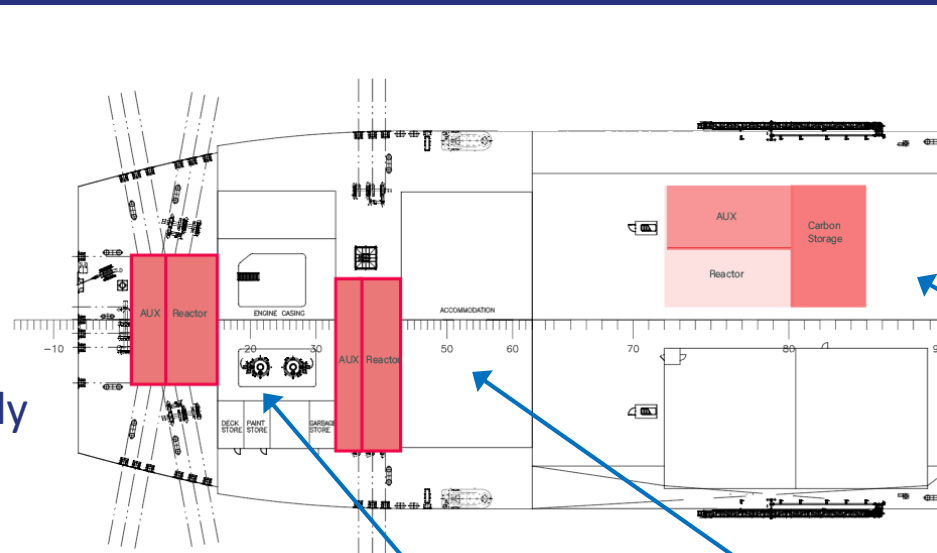 AUX
Carbon
Storage
Reactor
AUX Reactor
ENGINE CASING
ACCOMMODATION
-10
20
30
50
60
70
80
AUX Reactor
ly
DECK
STORE
PAINT
STORE
GARBAGE
STORE